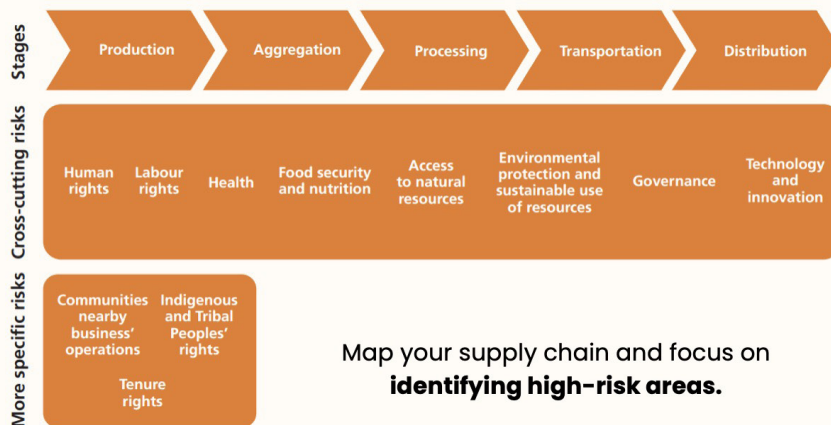 Stages
Production
Aggregation
Processing
Transportation
Distribution
Cross-cutting risks
Human
rights
Labour
rights
Health
Food security
and nutrition
Access
to natural
resources
Environmental
protection and
sustainable use
of resources
Governance
Technology
and
innovation
More specific risks
Communities
nearby
business’
operations
Indigenous
and Tribal
Peoples’
rights
Tenure
rights
Map your supply chain and focus on
identifying high-risk areas.